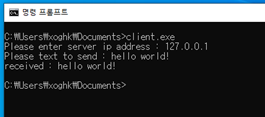 명령 프롬프트
C:\Users\xoghk\Documents>client.exe
Please enter server ip address : 127.0.0.1
Please text to send : hello world!
received : hello world!
C:\Users\xoghk\Documents>